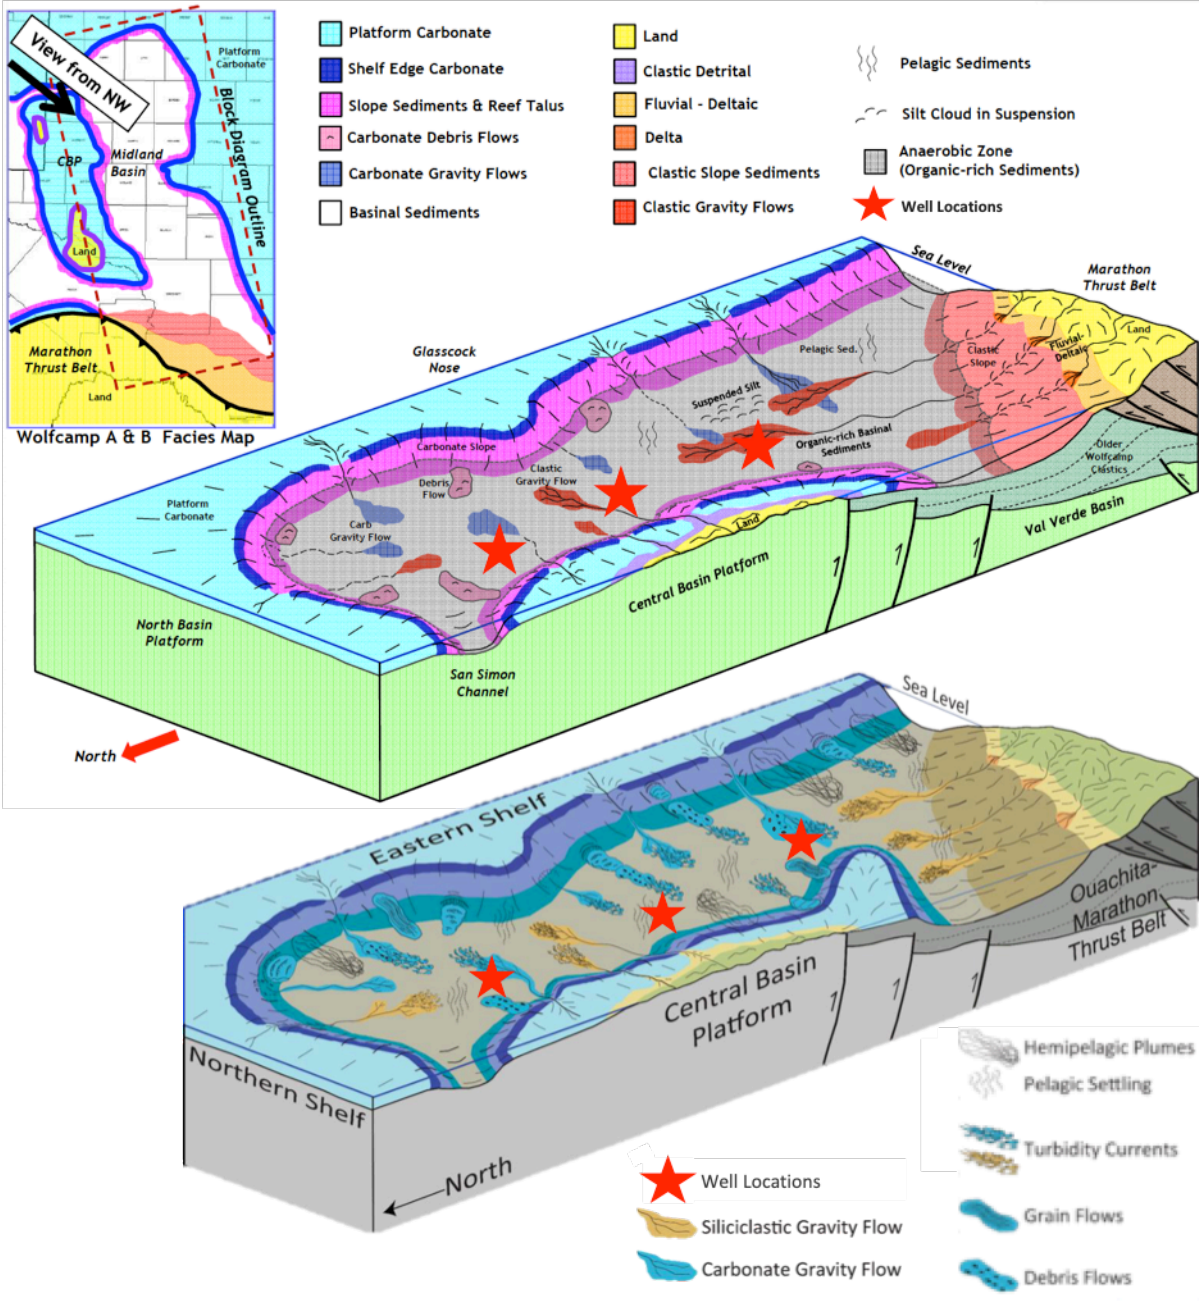 View from NW
Platform
Carbonate
CBP
Midland
Basin
Block Diagram Outline
Land
Marathon
Thrust Belt
Land
Wolfcamp A & B Facies Map
Platform Carbonate
Shelf Edge Carbonate
Slope Sediments & Reef Talus
Carbonate Debris Flows
Carbonate Gravity Flows
Basinal Sediments
Land
Clastic Detrital
Fluvial - Deltaic
Delta
Clastic Slope Sediments
Clastic Gravity Flows
Pelagic Sediments
Silt Cloud in Suspension
Anaerobic Zone
(Organic-rich Sediments)
Well Locations
Sea Level
Marathon
Thrust Belt
Land
Fluvial-
Deltaic
Clastic
Slope
Pelagic Sed.
Glasscock
Nose
Suspended Silt
Organic-rich Basinal
Sediments
Carbonate Slope
Clastic
Gravity Flow
Debris
Flow
Older
Wolfcamp
Clastics
Platform
Carbonate
Carb
Gravity Flow
Land
Val Verde Basin
Central Basin Platform
North Basin
Platform
San Simon
Channel
North
Sea Level
Eastern Shelf
Ouachita-
Marathon
Thrust Belt
Central Basin
Platform
Northern Shelf
North
Hemipelagic Plumes
Pelagic Settling
Turbidity Currents
Grain Flows
Debris Flows
Well Locations
Siliciclastic Gravity Flow
Carbonate Gravity Flow